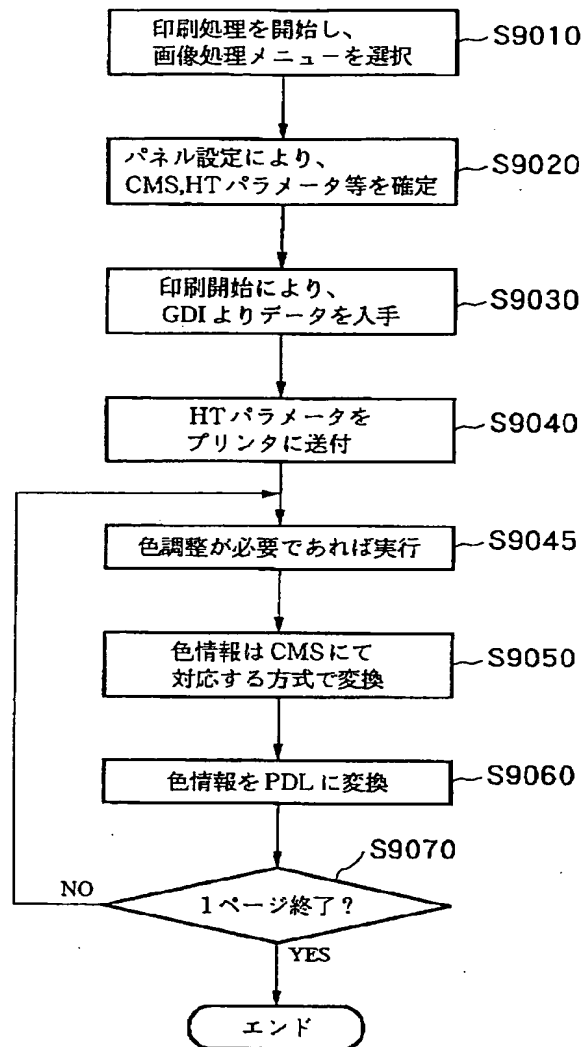 印刷処理を開始し、
画像処理メニューを選択
S9010
パネル設定により、
CMS,HTパラメータ等を確定
S9020
印刷開始により、
GDIよりデータを入手
S9030
HTパラメータを
プリンタに送付
S9040
色調整が必要であれば実行
S9045
色情報はCMSにて
対応する方式で変換
S9050
色情報をPDLに変換
S9060
S9070
NO
1ページ終了?
YES
エンド